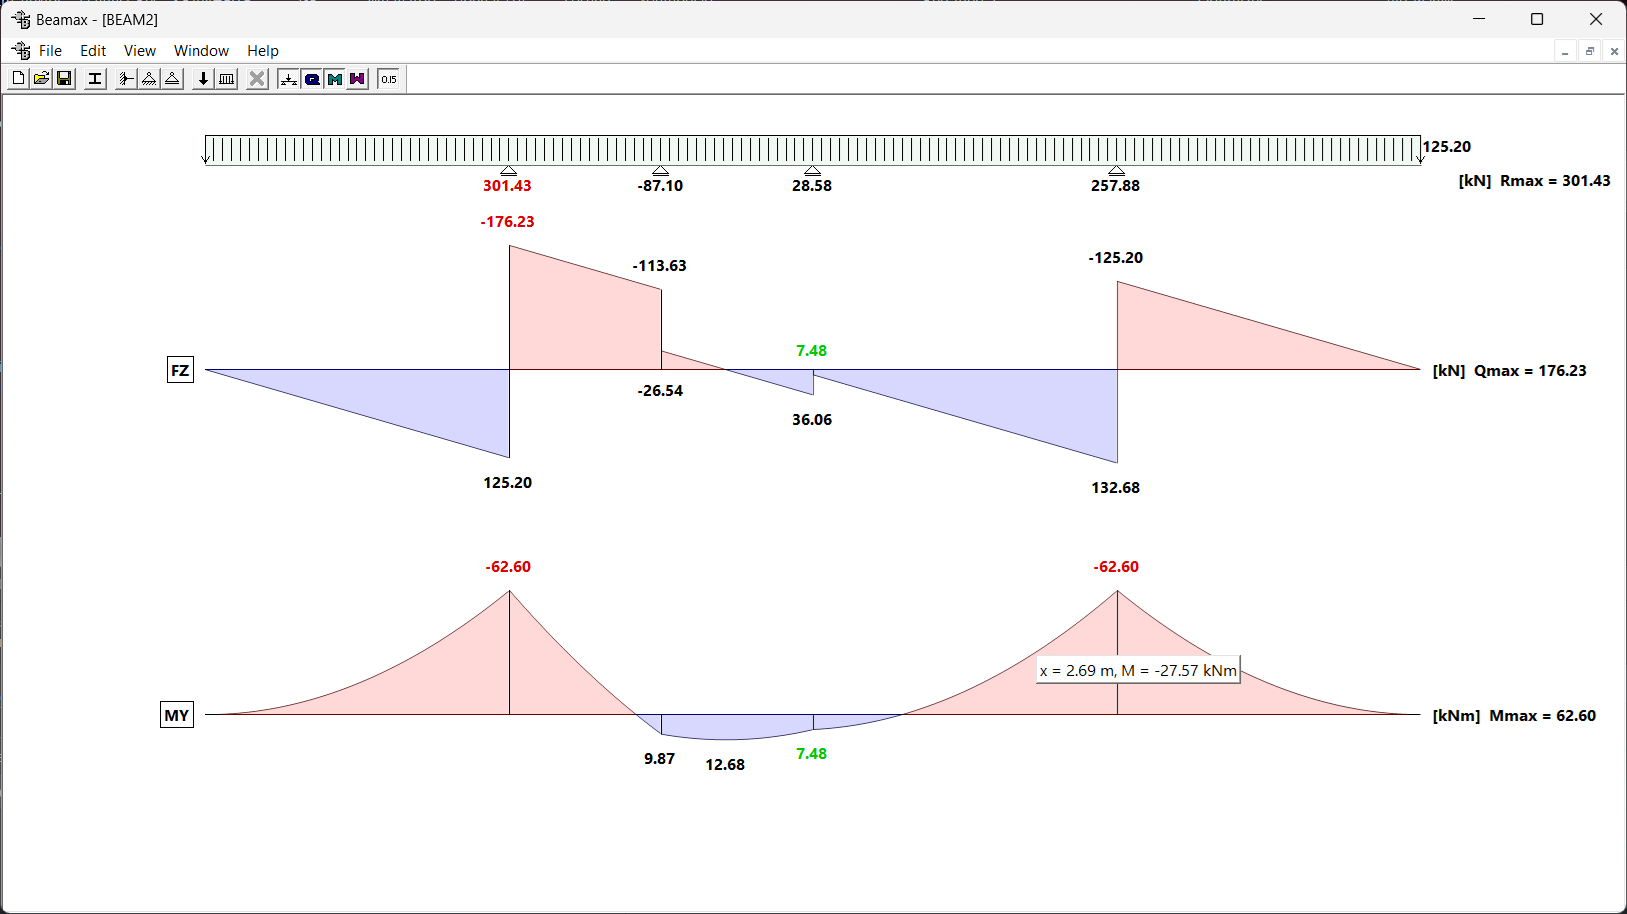 Beamax - [BEAM2]
File Edit View Window Help
0.15
125.20
301.43 -87.10 28.58 257.88 [kN] Rmax = 301.43
-176.23
-113.63 -125.20
7.48
FZ [kN] Qmax = 176.23
-26.54
36.06
125.20 132.68
-62.60 -62.60
x = 2.69 m, M = -27.57 kNm
MY [kNm] Mmax = 62.60
9.87 12.68 7.48